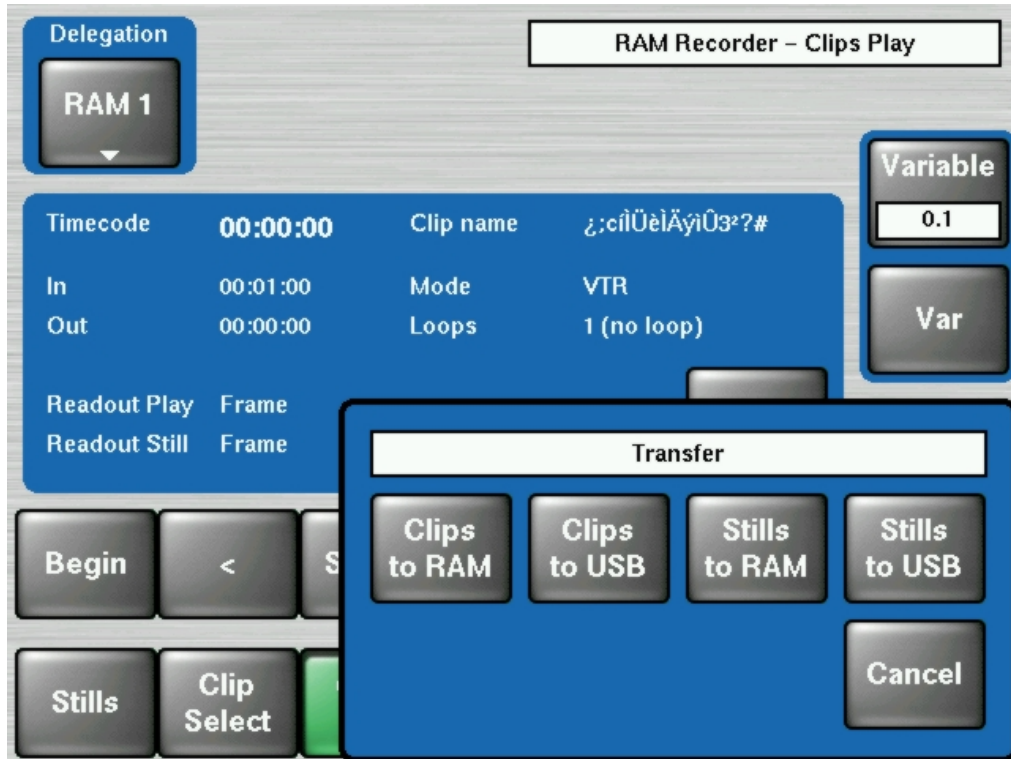 Delegation
RAM 1
RAM Recorder – Clips Play
Variable
0.1
Var
Timecode 00:00:00 Clip name ¿;cíÌÜèÌÄýìÛ3²?#
In 00:01:00 Mode VTR
Out 00:00:00 Loops 1 (no loop)
Readout Play Frame
Readout Still Frame
Transfer
Clips to RAM
Clips to USB
Stills to RAM
Stills to USB
Cancel
Begin
<
S
Stills
Clip Select